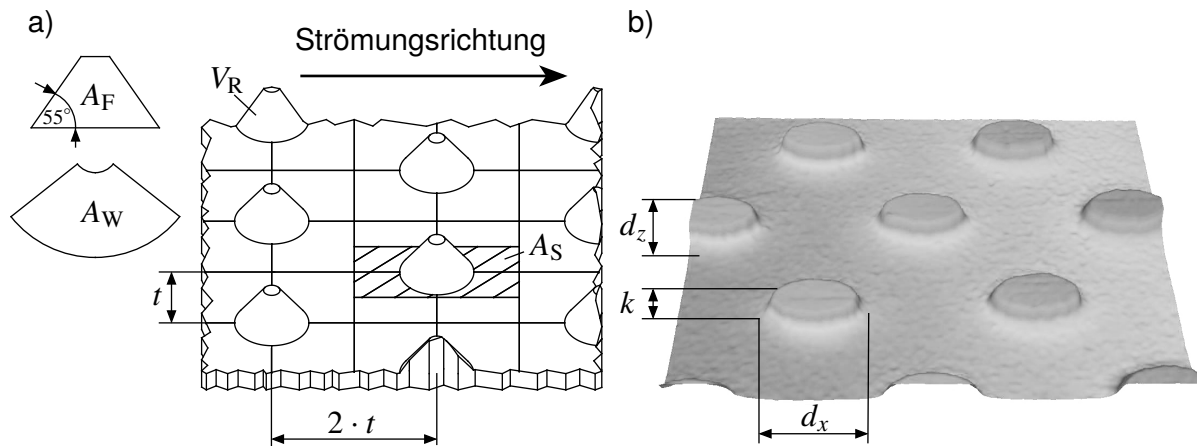 a)
Strömungsrichtung
b)
V_R
A_F
55°
A_W
A_S
t
2 · t
d_z
k
d_x